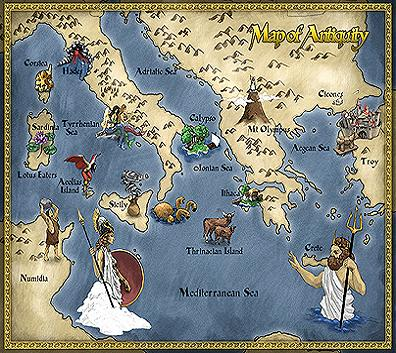 Map of Antiquity
Corsica
Hades
Adriatic Sea
Cicones
Sardinia
Tyrrhenian
Sea
Calypso
Mt Olympus
Aegean Sea
Troy
Lotus Eaters
Aeolias
Island
Ionian Sea
Sicily
Ithaca
Thrinacian Island
Crete
Numidia
Mediterranean Sea